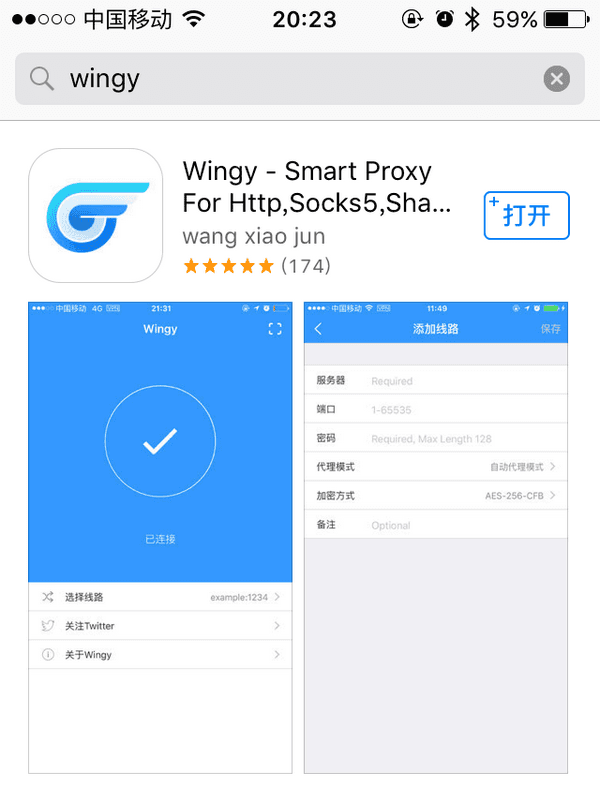 中国移动 20:23 59%
wingy
Wingy - Smart Proxy
For Http,Socks5,Sha...
打开
wang xiao jun
(174)
中国移动 4G VPN 21:31
Wingy
已连接
选择线路 example:1234
关注Twitter
关于Wingy
中国移动 VPN 11:49
添加线路 保存
服务器 Required
端口 1-65535
密码 Required, Max Length 128
代理模式 自动代理模式
加密方式 AES-256-CFB
备注 Optional